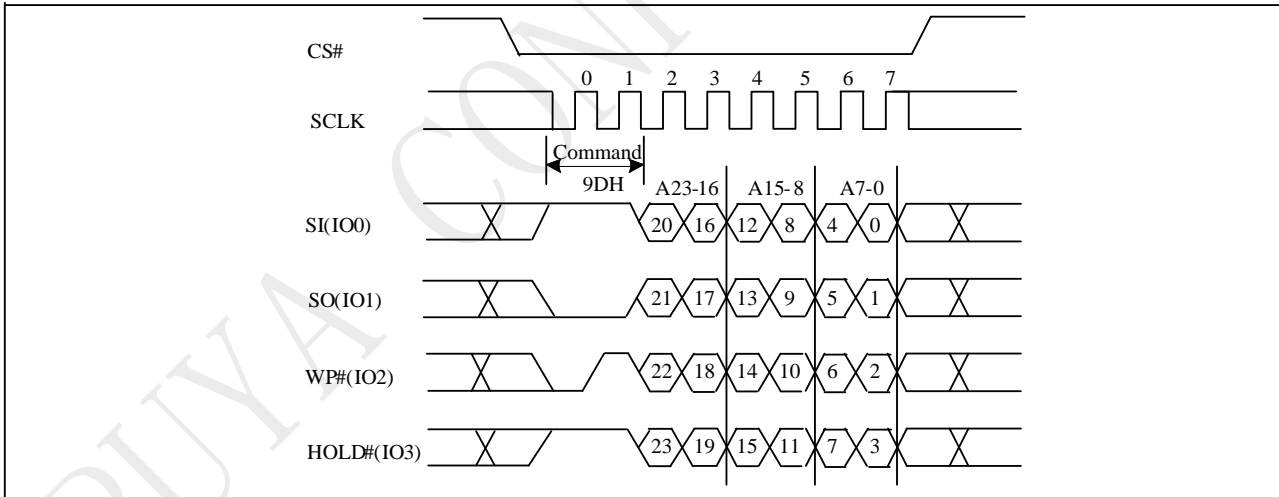 CS#
0 1 2 3 4 5 6 7
SCLK
Command
9DH
A23-16 A15-8 A7-0
SI(IO0) 20 16 12 8 4 0
SO(IO1) 21 17 13 9 5 1
WP#(IO2) 22 18 14 10 6 2
HOLD#(IO3) 23 19 15 11 7 3
PUYA CONF